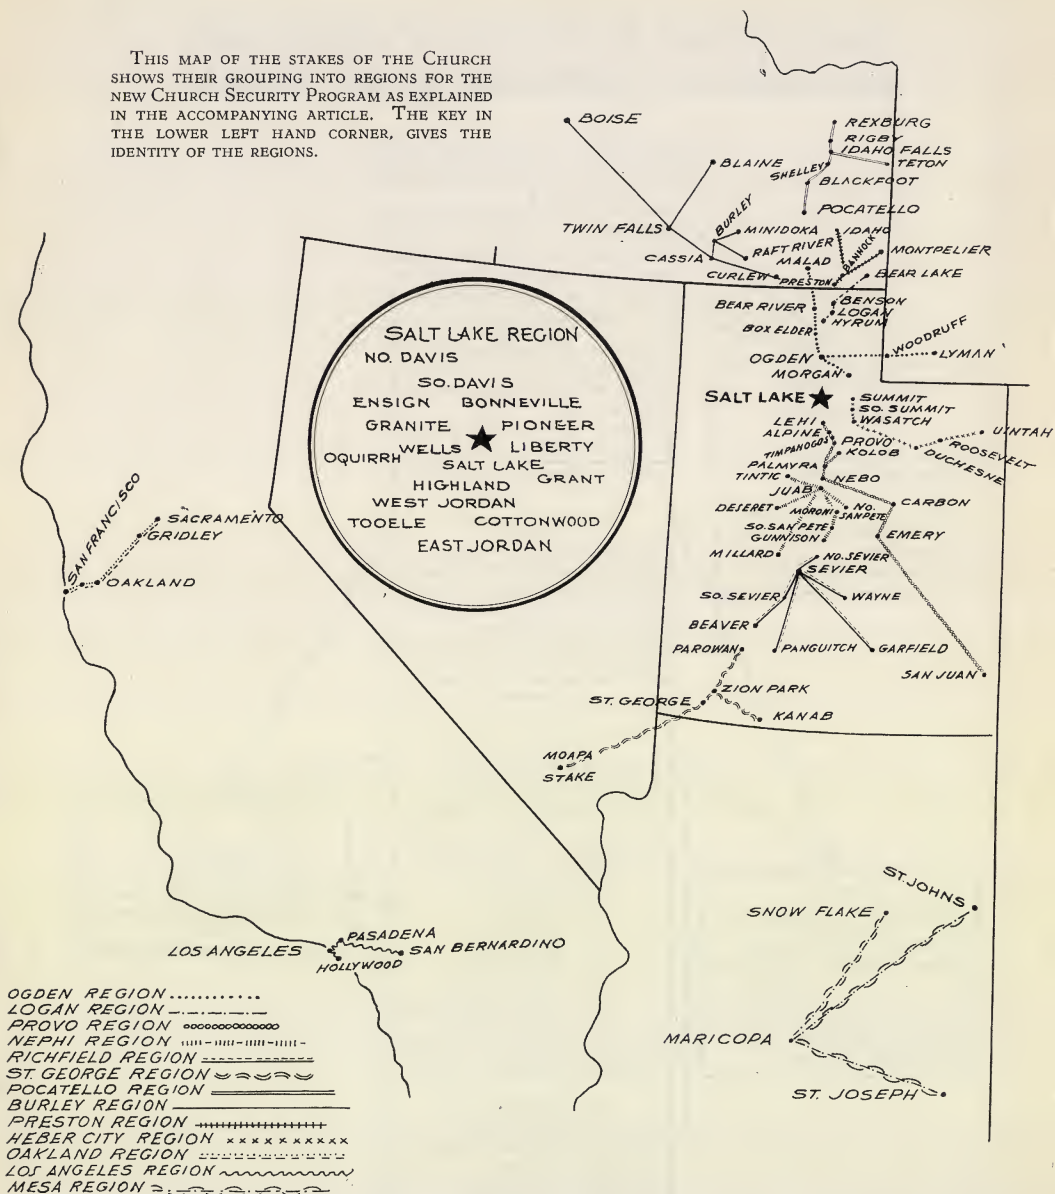 THIS MAP OF THE STAKES OF THE CHURCH
SHOWS THEIR GROUPING INTO REGIONS FOR THE
NEW CHURCH SECURITY PROGRAM AS EXPLAINED
IN THE ACCOMPANYING ARTICLE. THE KEY IN
THE LOWER LEFT HAND CORNER, GIVES THE
IDENTITY OF THE REGIONS.
BOISE
REXBURG
RIGBY
IDAHO FALLS
BLAINE
SHELLEY
TETON
BLACKFOOT
POCATELLO
BURLEY
TWIN FALLS
MINIDOKA
IDAHO
RAFT RIVER
BANNOCK
MONTPELIER
CASSIA
MALAD
CURLEW
PRESTON
BEAR LAKE
BEAR RIVER
BENSON
LOGAN
HYRUM
BOX ELDER
WOODRUFF
OGDEN
LYMAN
MORGAN
SALT LAKE
SUMMIT
SO. SUMMIT
WASATCH
LEHI
ALPINE
UINTAH
TIMPANOGOS
PROVO
KOLOB
ROOSEVELT
DUCHESNE
PALMYRA
TINTIC
NEBO
JUAB
CARBON
DESERET
MORONI
NO.
SANPETE
SO. SAN PETE
GUNNISON
EMERY
MILLARD
NO. SEVIER
SEVIER
SO. SEVIER
WAYNE
BEAVER
PAROWAN
PANGUITCH
GARFIELD
SAN JUAN
ZION PARK
ST. GEORGE
KANAB
MOAPA
STAKE
SALT LAKE REGION
NO. DAVIS
SO. DAVIS
ENSIGN BONNEVILLE
GRANITE PIONEER
WELLS LIBERTY
OQUIRRH
SALT LAKE
HIGHLAND GRANT
WEST JORDAN
TOOELE COTTONWOOD
EAST JORDAN
SAN FRANCISCO
SACRAMENTO
GRIDLEY
OAKLAND
ST. JOHNS
SNOW FLAKE
PASADENA
LOS ANGELES
SAN BERNARDINO
HOLLYWOOD
MARICOPA
ST. JOSEPH
OGDEN REGION
LOGAN REGION
PROVO REGION
NEPHI REGION
RICHFIELD REGION
ST. GEORGE REGION
POCATELLO REGION
BURLEY REGION
PRESTON REGION
HEBER CITY REGION
OAKLAND REGION
LOS ANGELES REGION
MESA REGION